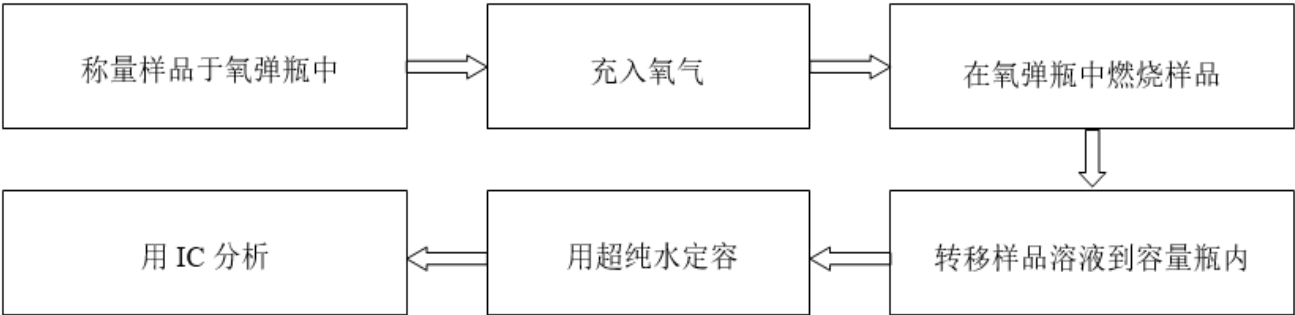 称量样品于氧弹瓶中
充入氧气
在氧弹瓶中燃烧样品
转移样品溶液到容量瓶内
用超纯水定容
用 IC 分析